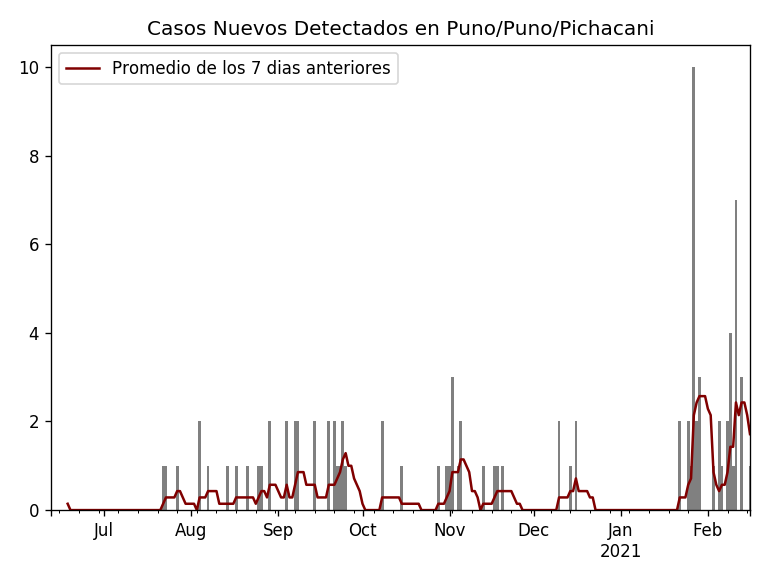 Casos Nuevos Detectados en Puno/Puno/Pichacani
Promedio de los 7 dias anteriores
10
8
6
4
2
0
Jul Aug Sep Oct Nov Dec Jan Feb
2021